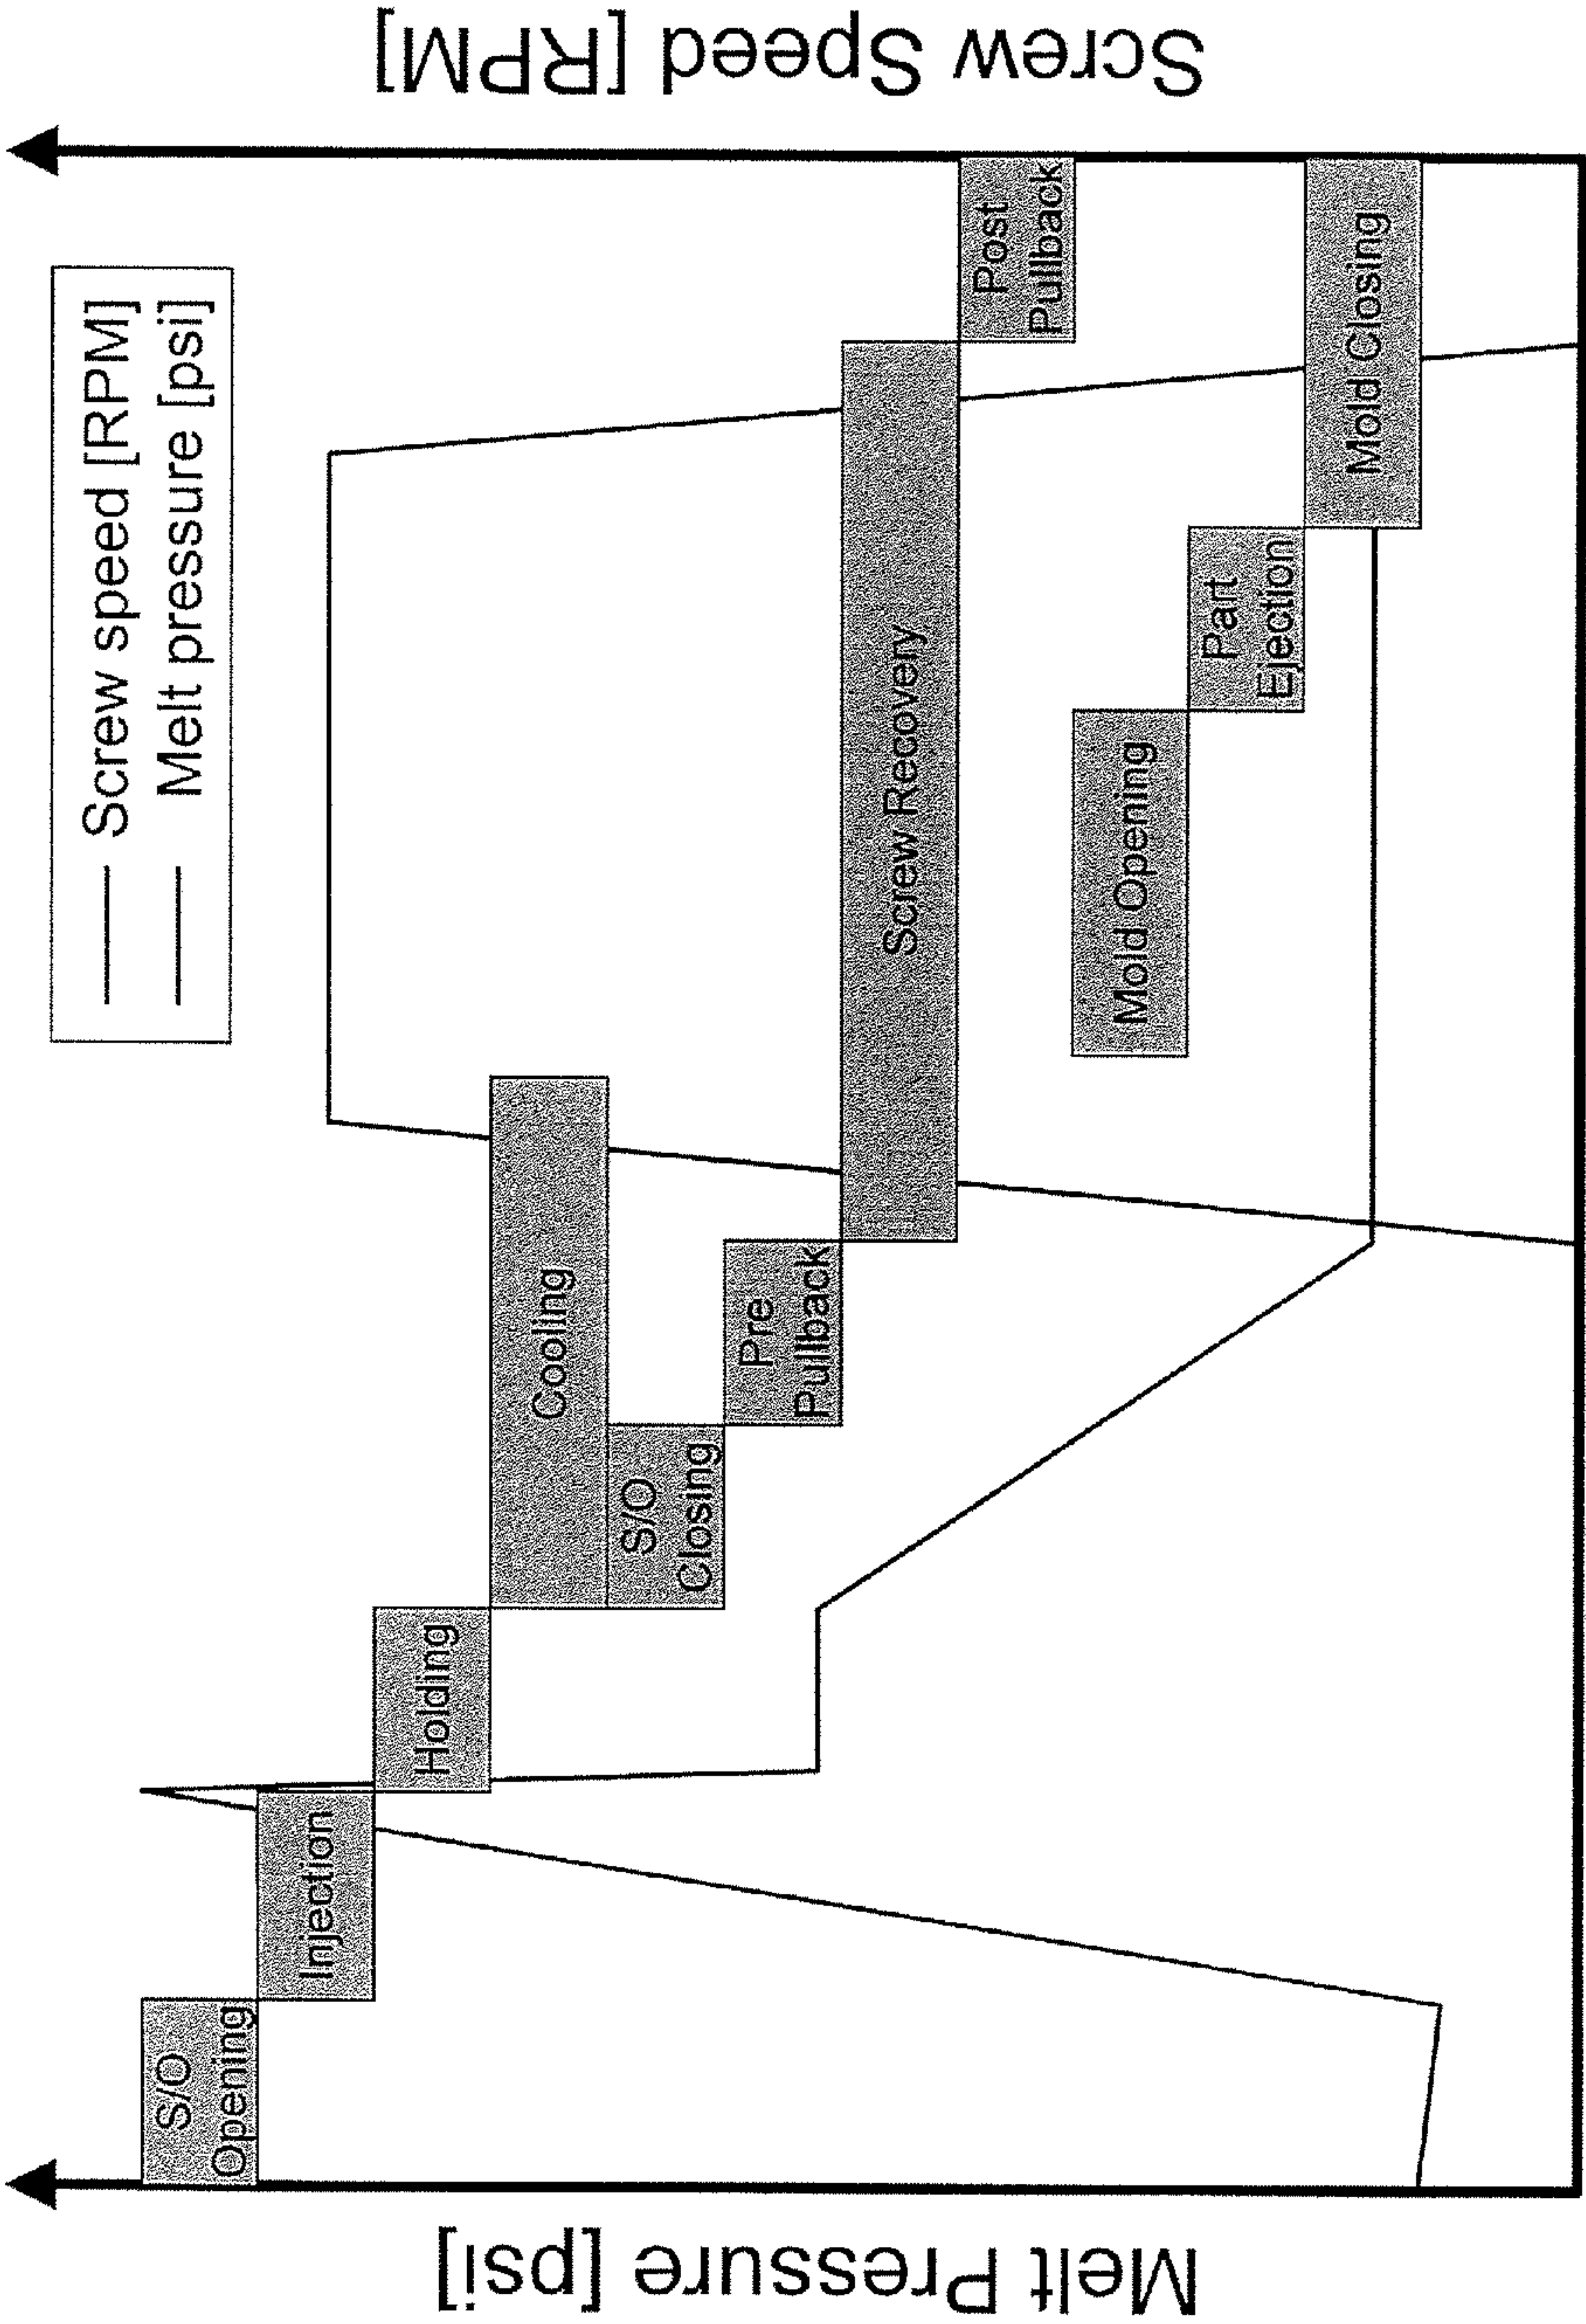 Screw speed [RPM]
Melt pressure [psi]
Melt Pressure [psi]
Screw Speed [RPM]
S/O
Opening
Injection
Holding
Cooling
S/O
Closing
Pre
Pullback
Screw Recovery
Post
Pullback
Mold Opening
Part
Ejection
Mold Closing